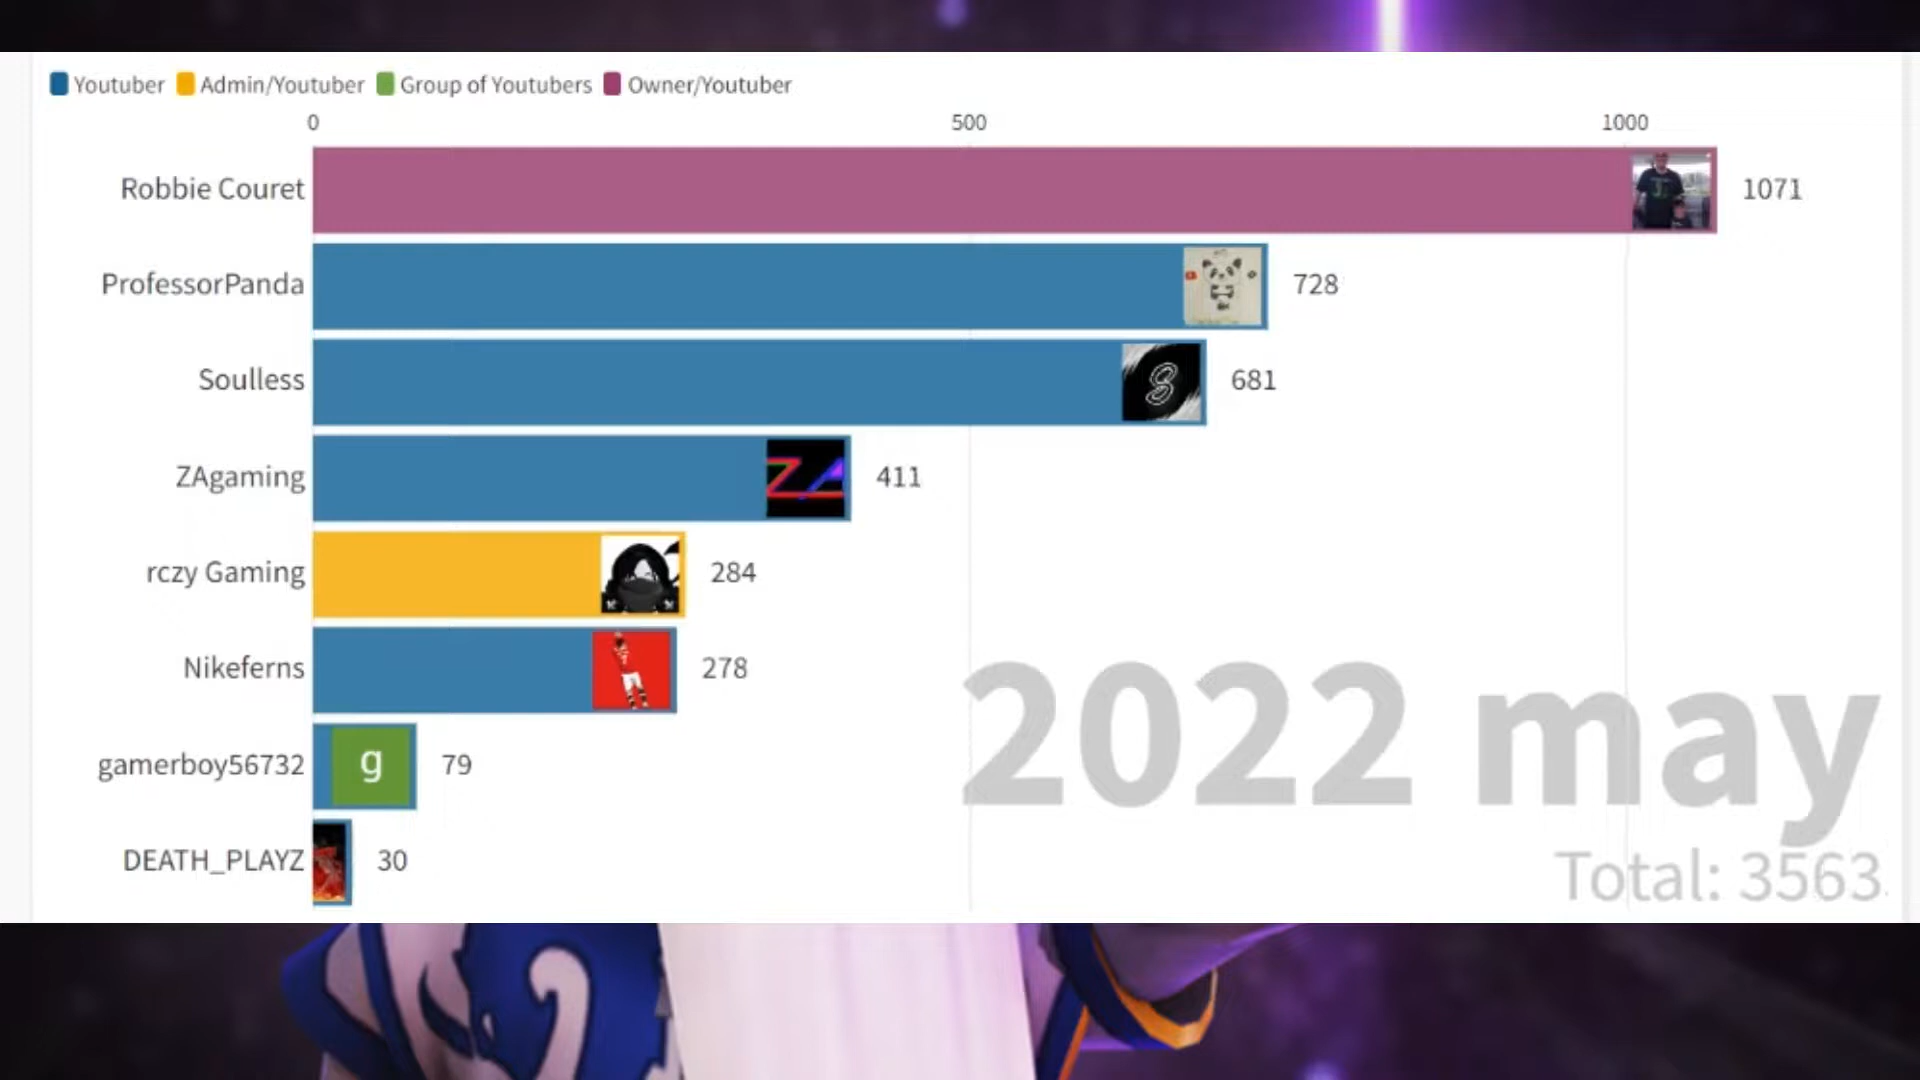 Youtuber Admin/Youtuber Group of Youtubers Owner/Youtuber
0 500 1000
Robbie Couret 1071
ProfessorPanda 728
Soulless S 681
ZAgaming ZA 411
rczy Gaming 284
Nikeferns 278
gamerboy56732 g 79
DEATH_PLAYZ 30
2022 may
Total: 3563